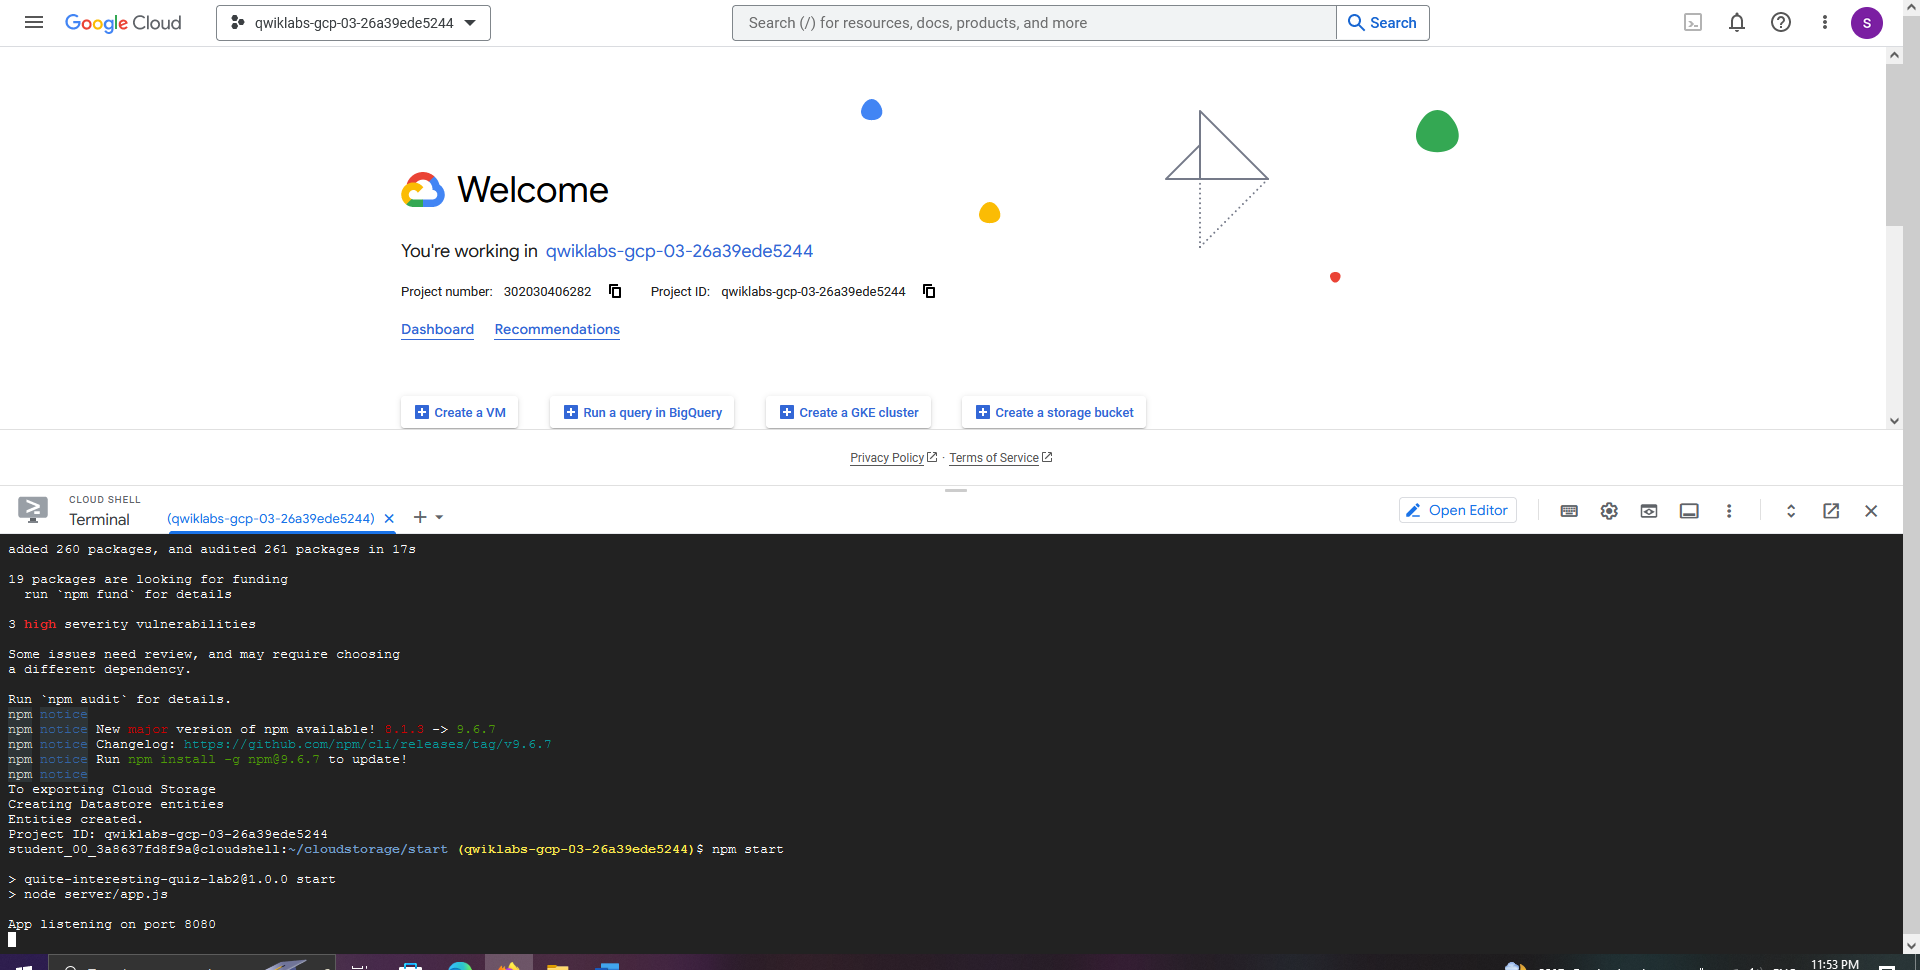 Google Cloud
qwiklabs-gcp-03-26a39ede5244
Search (/) for resources, docs, products, and more
Search
S
Welcome
You're working in qwiklabs-gcp-03-26a39ede5244
Project number: 302030406282 Project ID: qwiklabs-gcp-03-26a39ede5244
Dashboard Recommendations
Create a VM Run a query in BigQuery Create a GKE cluster Create a storage bucket
Privacy Policy · Terms of Service
CLOUD SHELL
Terminal (qwiklabs-gcp-03-26a39ede5244) Open Editor
added 260 packages, and audited 261 packages in 17s
19 packages are looking for funding
run `npm fund` for details
3 high severity vulnerabilities
Some issues need review, and may require choosing
a different dependency.
Run `npm audit` for details.
npm notice
npm notice New major version of npm available! 8.1.3 -> 9.6.7
npm notice Changelog: https://github.com/npm/cli/releases/tag/v9.6.7
npm notice Run npm install -g npm@9.6.7 to update!
npm notice
To exporting Cloud Storage
Creating Datastore entities
Entities created.
Project ID: qwiklabs-gcp-03-26a39ede5244
student_00_3a8637fd8f9a@cloudshell:~/cloudstorage/start (qwiklabs-gcp-03-26a39ede5244)$ npm start
> quite-interesting-quiz-lab2@1.0.0 start
> node server/app.js
App listening on port 8080
11:53 PM